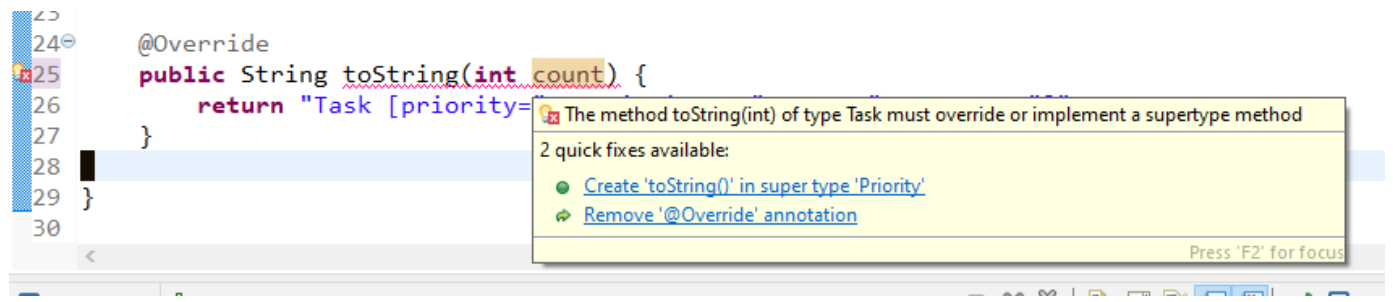 23
24 @Override
25 public String toString(int count) {
26 return "Task [priority="
The method toString(int) of type Task must override or implement a supertype method
27 }
2 quick fixes available:
28
Create 'toString()' in super type 'Priority'
29 }
Remove '@Override' annotation
30
Press 'F2' for focus